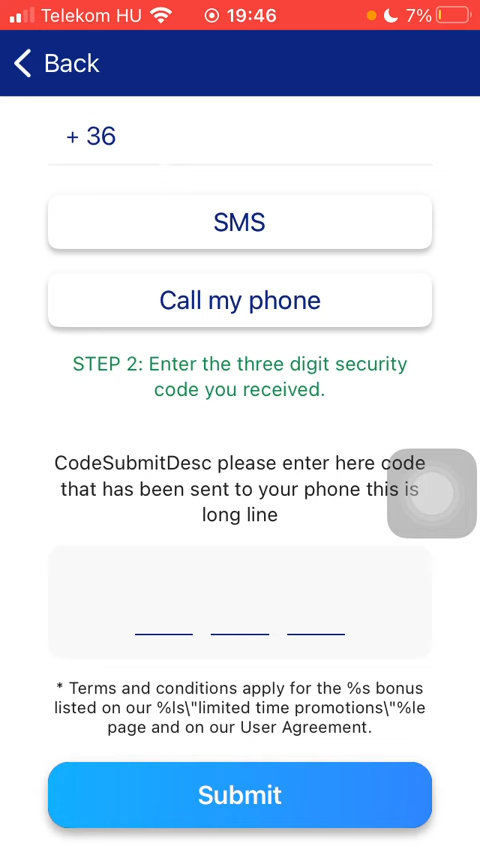 Telekom HU 19:46 7%
Back
+ 36
SMS
Call my phone
STEP 2: Enter the three digit security
code you received.
CodeSubmitDesc please enter here code
that has been sent to your phone this is
long line
* Terms and conditions apply for the %s bonus
listed on our %ls\"limited time promotions\"%le
page and on our User Agreement.
Submit